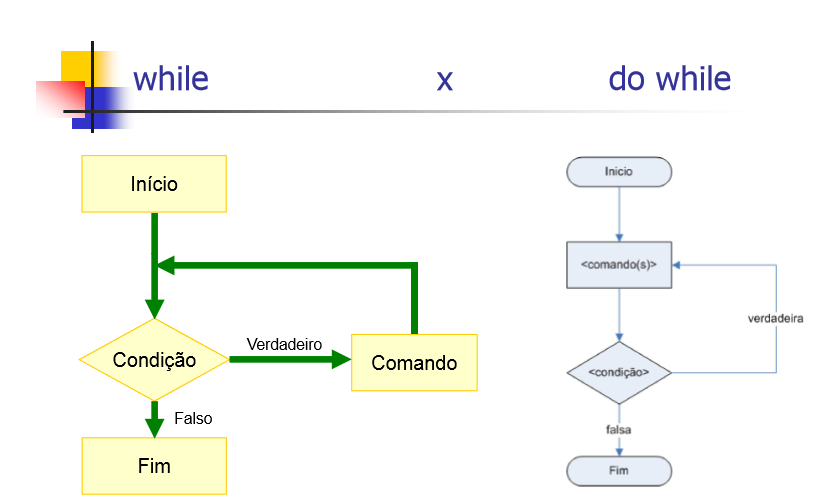 while x do while
Início
Condição
Verdadeiro
Comando
Falso
Fim
Inicio
<comando(s)>
verdadeira
<condição>
falsa
Fim